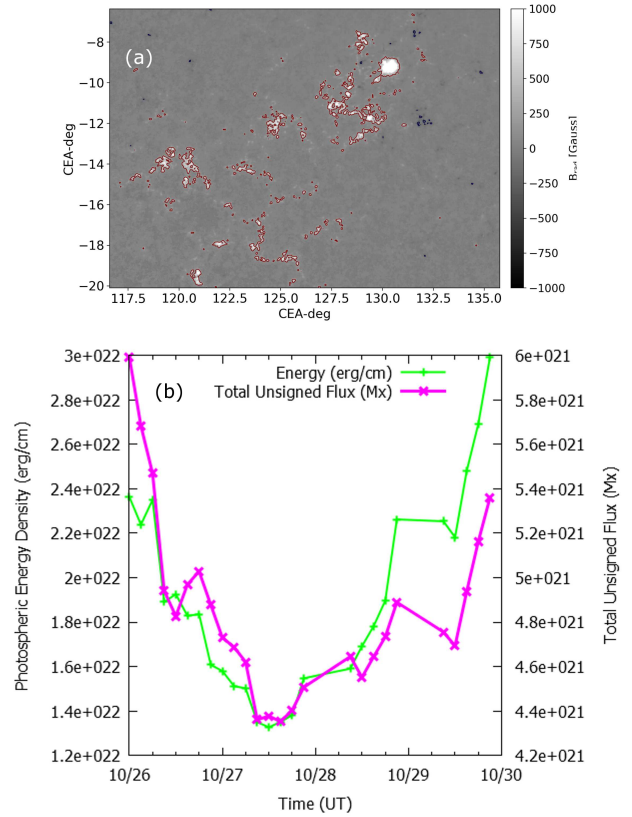 (a)
−8
−10
−12
−14
−16
−18
−20
CEA-deg
117.5 120.0 122.5 125.0 127.5 130.0 132.5 135.0
CEA-deg
1000
750
500
250
0
−250
−500
−750
−1000
[Gauss]
(b)
Energy (erg/cm)
Total Unsigned Flux (Mx)
3e+022
2.8e+022
2.6e+022
2.4e+022
2.2e+022
2e+022
1.8e+022
1.6e+022
1.4e+022
1.2e+022
Photospheric Energy Density (erg/cm)
6e+021
5.8e+021
5.6e+021
5.4e+021
5.2e+021
5e+021
4.8e+021
4.6e+021
4.4e+021
4.2e+021
Total Unsigned Flux (Mx)
10/26 10/27 10/28 10/29 10/30
Time (UT)